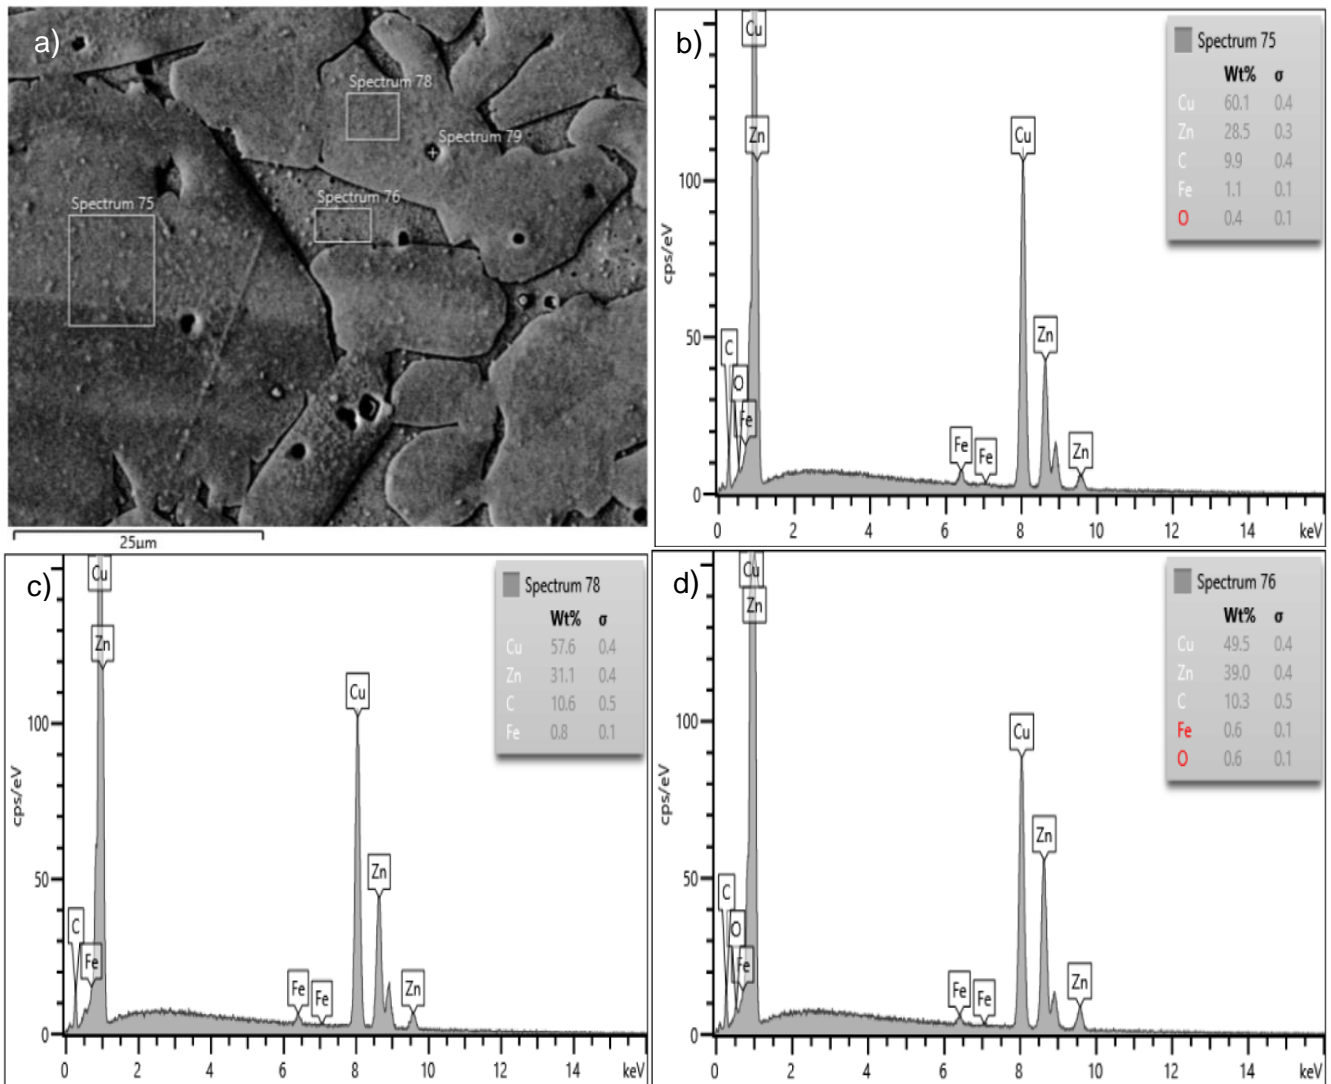 a)
Spectrum 78
Spectrum 79
Spectrum 76
Spectrum 75
25µm
b)
Spectrum 75
Wt% σ
Cu 60.1 0.4
Zn 28.5 0.3
C 9.9 0.4
Fe 1.1 0.1
O 0.4 0.1
Cu
Zn
Cu
Zn
C
O
Fe
Fe
Fe
Zn
100
50
0
cps/eV
0 2 4 6 8 10 12 14 keV
c)
Spectrum 78
Wt% σ
Cu 57.6 0.4
Zn 31.1 0.4
C 10.6 0.5
Fe 0.8 0.1
Cu
Zn
Cu
Zn
C
Fe
Fe
Fe
Zn
100
50
0
cps/eV
0 2 4 6 8 10 12 14 keV
d)
Spectrum 76
Wt% σ
Cu 49.5 0.4
Zn 39.0 0.4
C 10.3 0.5
Fe 0.6 0.1
O 0.6 0.1
Cu
Zn
Cu
Zn
C
O
Fe
Fe
Fe
Zn
100
50
0
cps/eV
0 2 4 6 8 10 12 14 keV